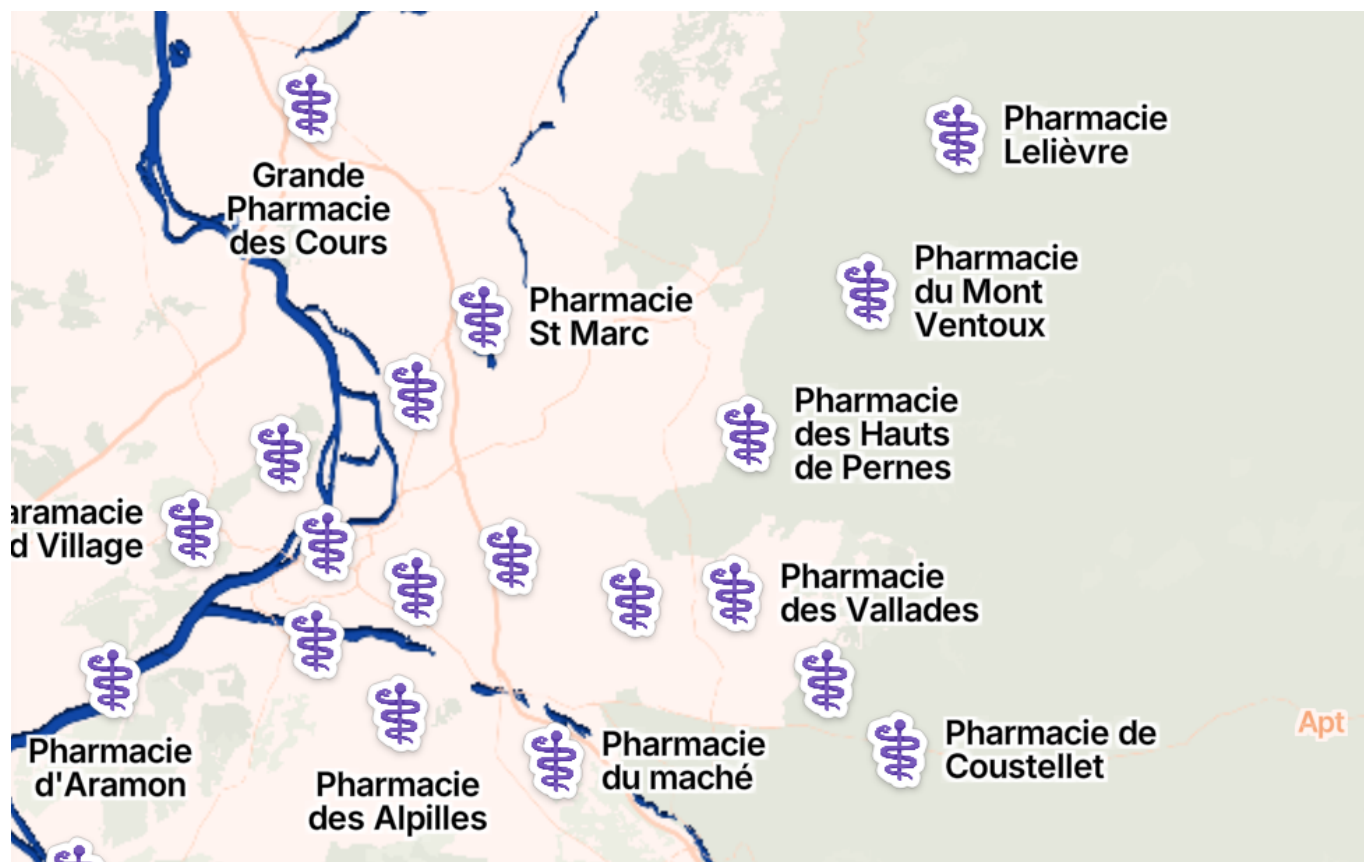 Pharmacie
Lelièvre
Grande
Pharmacie
des Cours
Pharmacie
du Mont
Ventoux
Pharmacie
St Marc
Pharmacie
des Hauts
de Pernes
aramacie
d Village
Pharmacie
des Vallades
Apt
Pharmacie de
Coustellet
Pharmacie
du maché
Pharmacie
d'Aramon
Pharmacie
des Alpilles